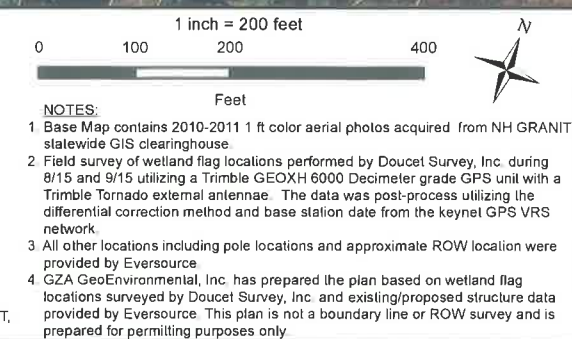 1 inch = 200 feet
N
0 100 200 400
Feet
NOTES:
1 Base Map contains 2010-2011 1 ft color aerial photos acquired from NH GRANIT
statewide GIS clearinghouse
2 Field survey of wetland flag locations performed by Doucet Survey, Inc during
8/15 and 9/15 utilizing a Trimble GEOXH 6000 Decimeter grade GPS unit with a
Trimble Tornado external antennae The data was post-process utilizing the
differential correction method and base station date from the keynet GPS VRS
network
3 All other locations including pole locations and approximate ROW location were
provided by Eversource
4 GZA GeoEnvironmental, Inc has prepared the plan based on wetland flag
locations surveyed by Doucet Survey, Inc and existing/proposed structure data
T, provided by Eversource This plan is not a boundary line or ROW survey and is
prepared for permitting purposes only